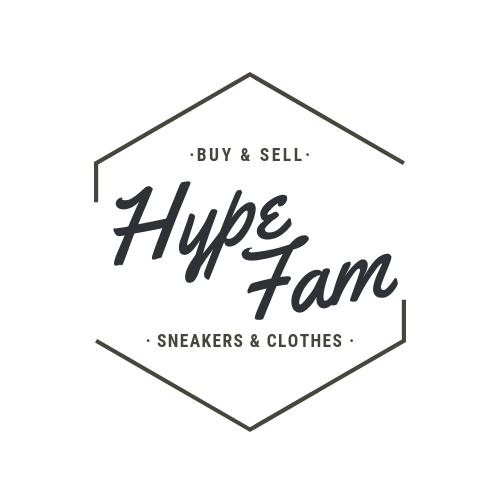 ·BUY & SELL·
Hype
Fam
· SNEAKERS & CLOTHES ·